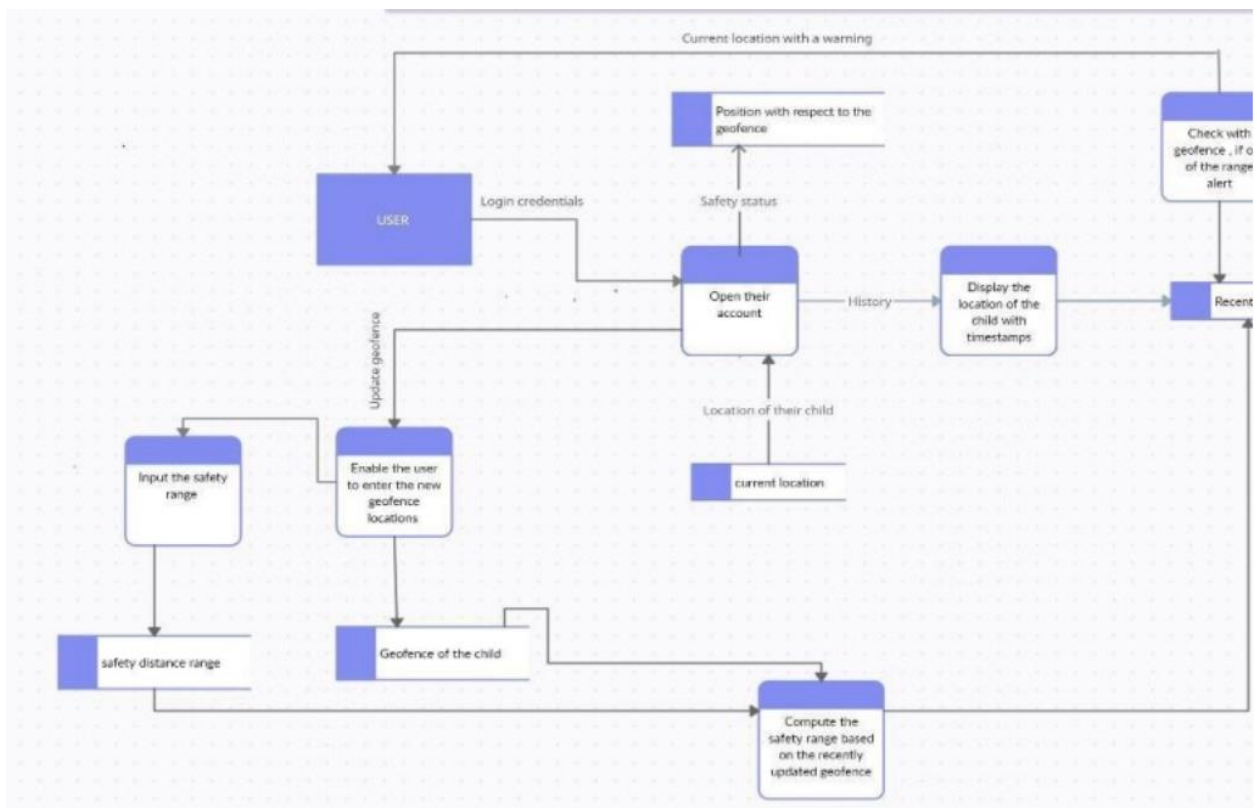 Current location with a warning
Position with respect to the
geofence
Check with
geofence , if
of the range
alert
USER
Login credentials
Safety status
Open their
account
History
Display the
location of the
child with
timestamps
Recent
Update geofence
Location of their child
current location
Input the safety
range
Enable the user
to enter the new
geofence
locations
safety distance range
Geofence of the child
Compute the
safety range based
on the recently
updated geofence